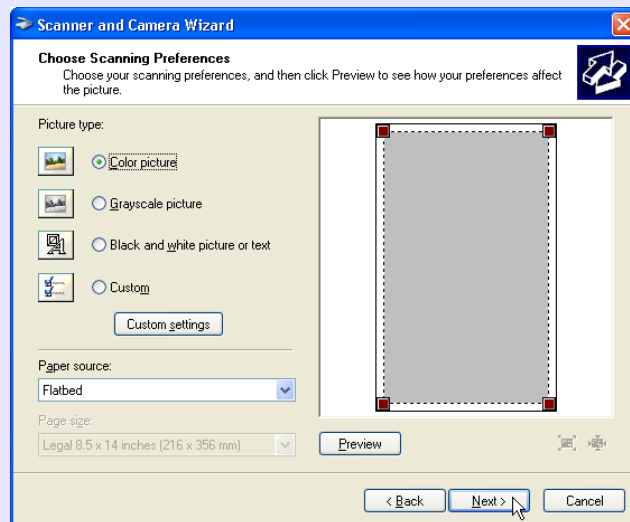 Scanner and Camera Wizard
Choose Scanning Preferences
Choose your scanning preferences, and then click Preview to see how your preferences affect
the picture.
Picture type:
Color picture
Grayscale picture
Black and white picture or text
Custom
Custom settings
Paper source:
Flatbed
Page size:
Legal 8.5 x 14 inches (216 x 356 mm)
Preview
< Back
Next >
Cancel